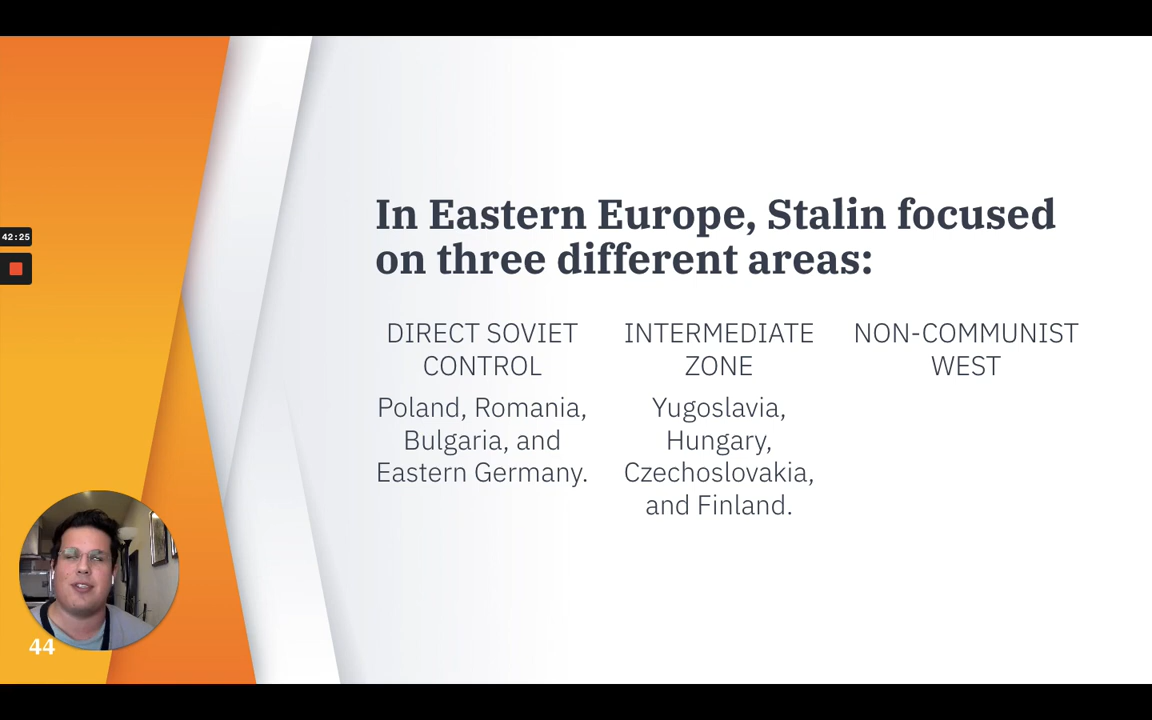 In Eastern Europe, Stalin focused
on three different areas:
DIRECT SOVIET
CONTROL
Poland, Romania,
Bulgaria, and
Eastern Germany.
INTERMEDIATE
ZONE
Yugoslavia,
Hungary,
Czechoslovakia,
and Finland.
NON-COMMUNIST
WEST
42:25
44